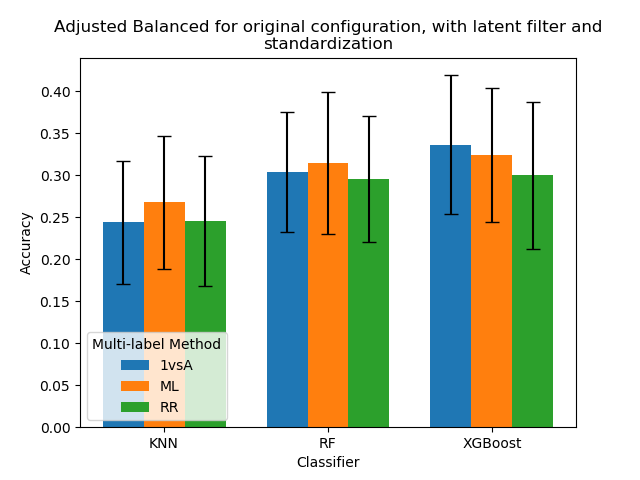 Adjusted Balanced for original configuration, with latent filter and
standardization
Accuracy
0.40
0.35
0.30
0.25
0.20
0.15
0.10
0.05
0.00
Multi-label Method
1vsA
ML
RR
KNN
RF
XGBoost
Classifier